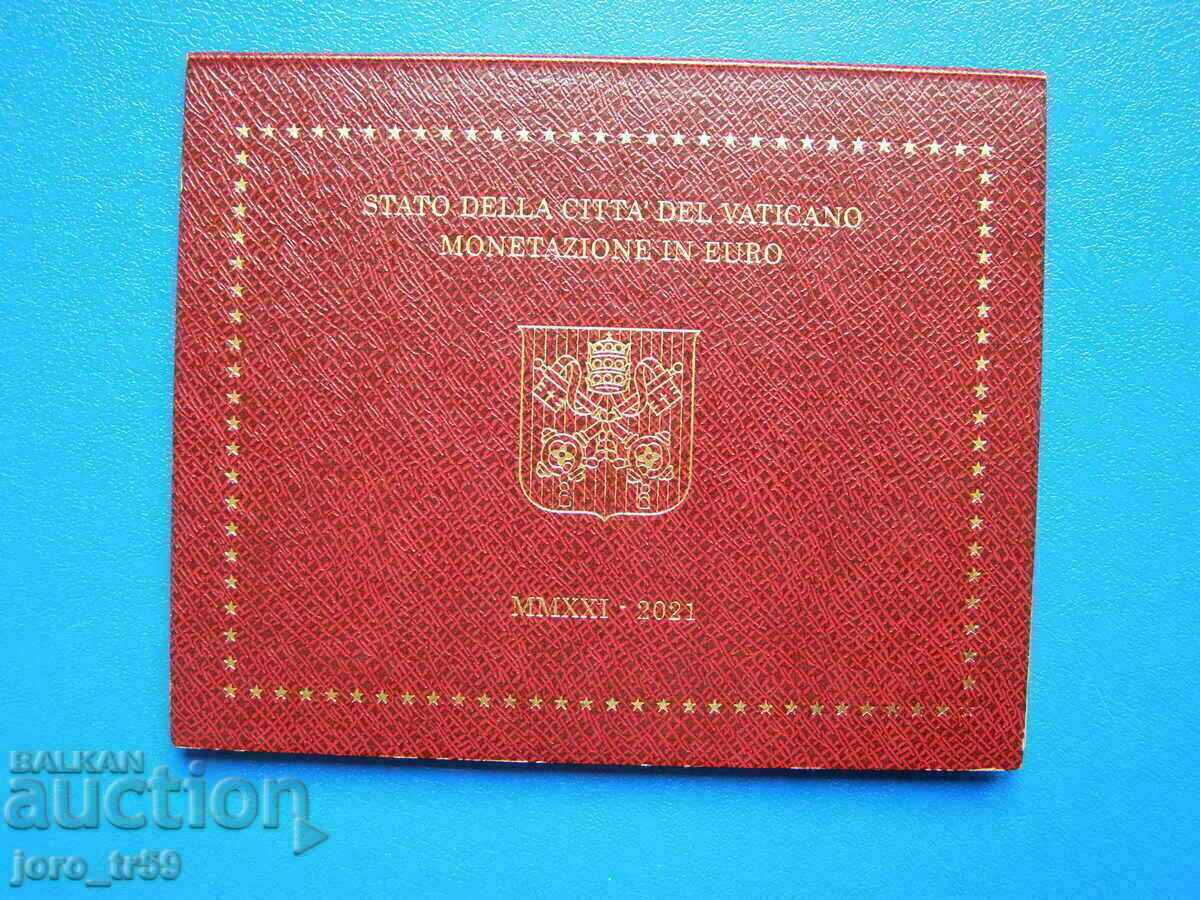 STATO DELLA CITTA' DEL VATICANO
MONETAZIONE IN EURO
MMXXI - 2021
BALKAN
auction
joro_tr59